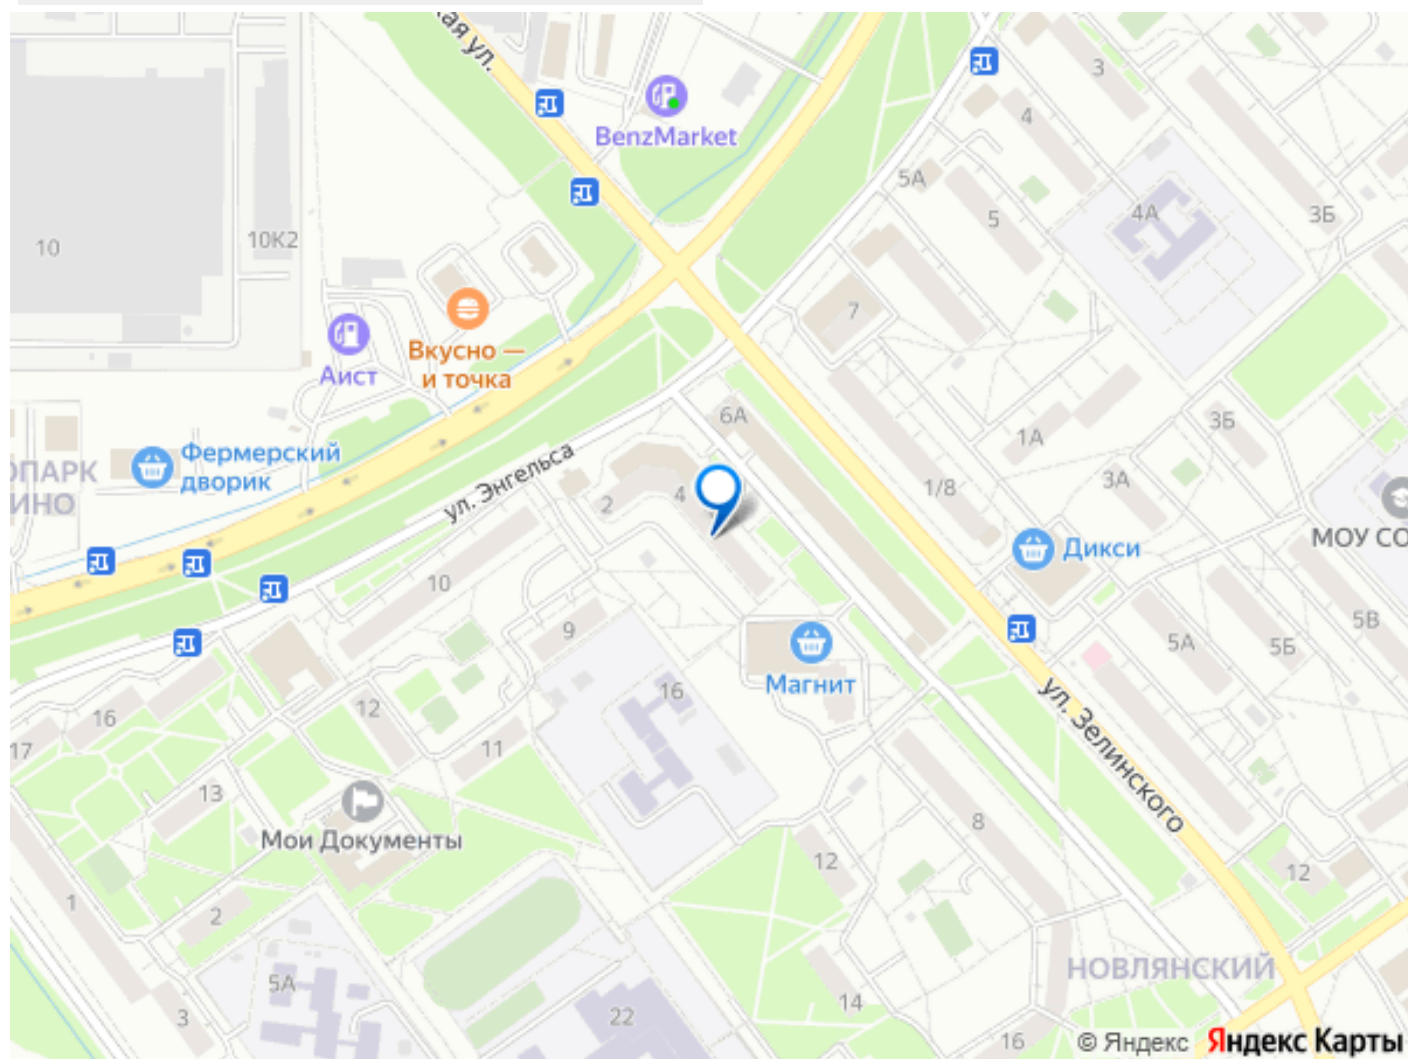 ая ул.
BenzMarket
3
4
5А
5
4А
3Б
10
10К2
7
Вкусно —
и точка
Аист
6А
1А
3Б
Фермерский
дворик
ОПАРК
ИНО
ул. Энгельса
4
2
1/8
3А
МОУ СО
Дикси
10
9
5А
5Б
5В
Магнит
16
12
11
16
17
ул. Зелинского
13
Мои Документы
8
12
12
1
2
НОВЛЯНСКИЙ
5А
14
3
22
16
© Яндекс Яндекс Карты